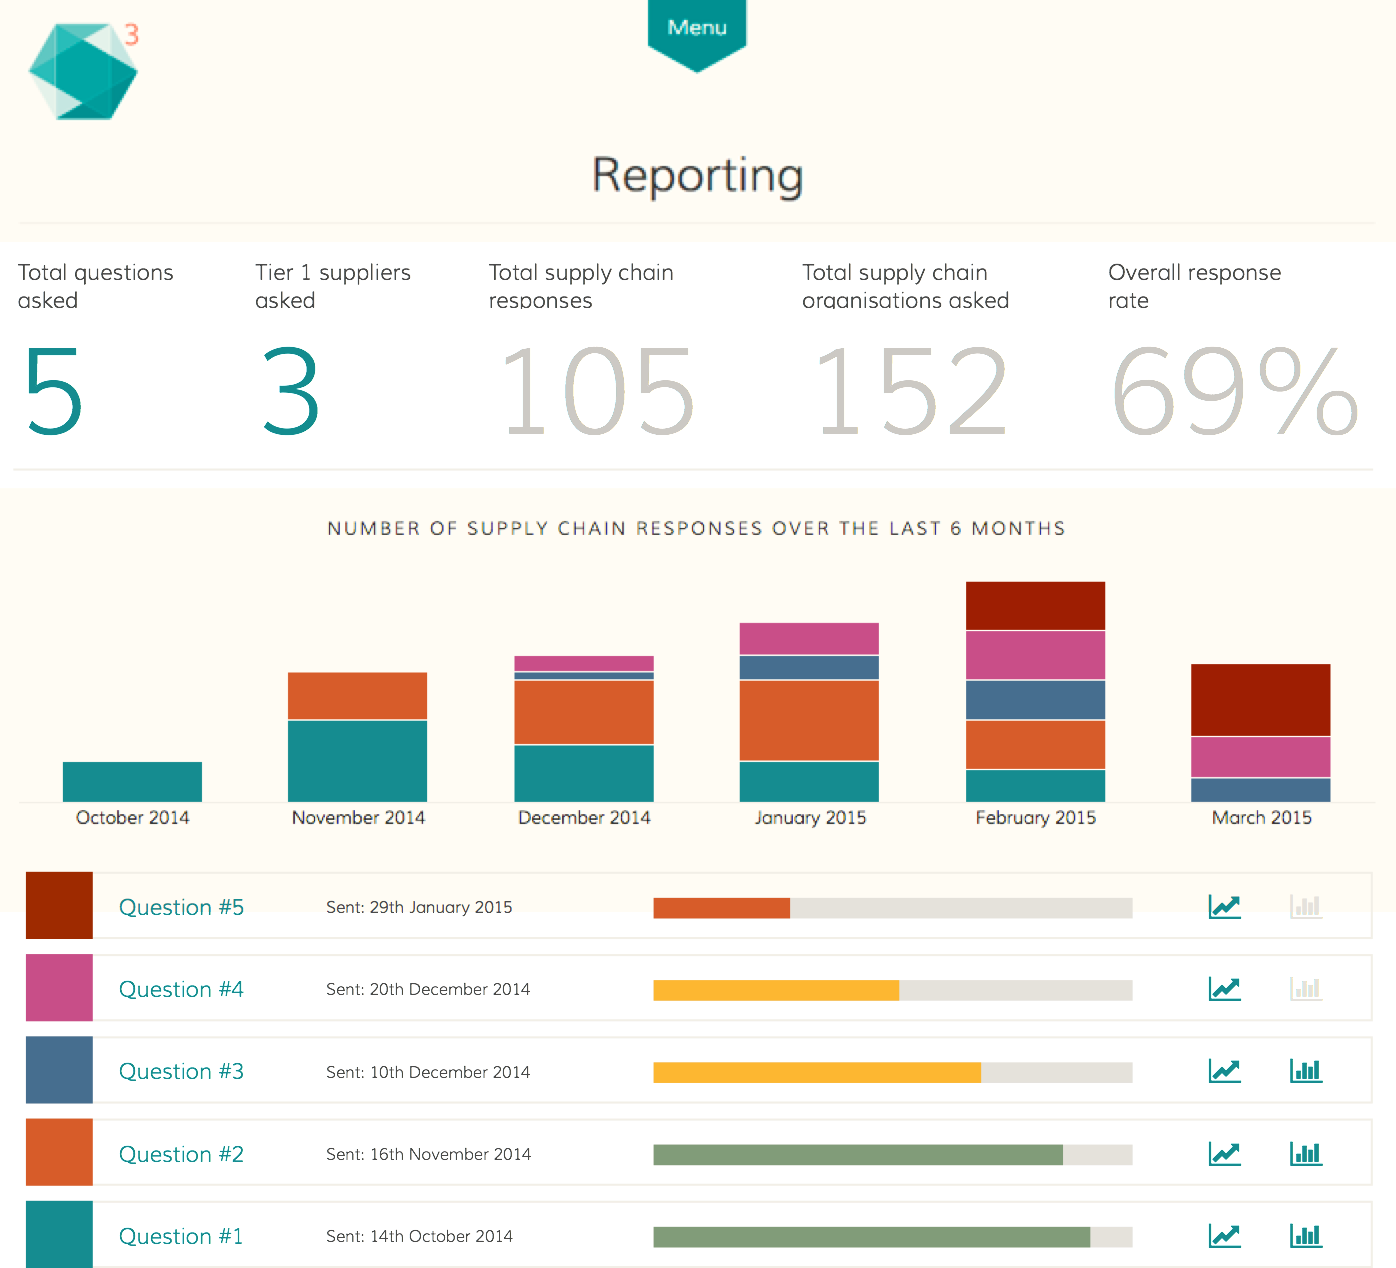 3
Menu
Reporting
Total questions
asked
5
Tier 1 suppliers
asked
3
Total supply chain
responses
105
Total supply chain
organisations asked
152
Overall response
rate
69%
NUMBER OF SUPPLY CHAIN RESPONSES OVER THE LAST 6 MONTHS
October 2014
November 2014
December 2014
January 2015
February 2015
March 2015
Question #5
Sent: 29th January 2015
Question #4
Sent: 20th December 2014
Question #3
Sent: 10th December 2014
Question #2
Sent: 16th November 2014
Question #1
Sent: 14th October 2014